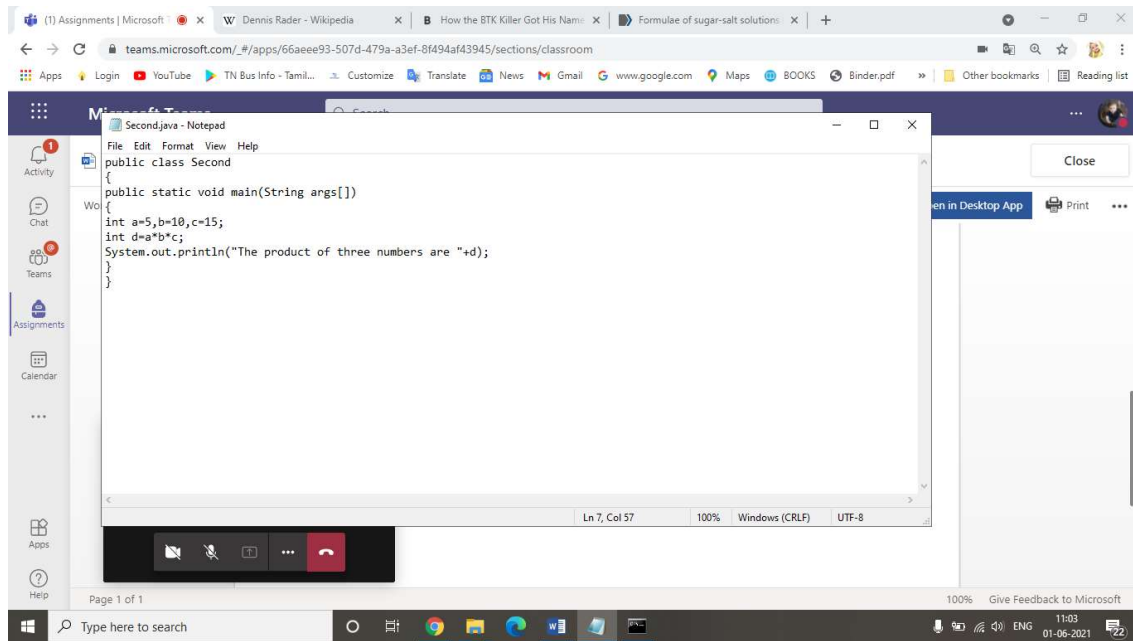 (1) Assignments | Microsoft T
Dennis Rader - Wikipedia
B How the BTK Killer Got His Name
Formulae of sugar-salt solutions
teams.microsoft.com/_#/apps/66aeee93-507d-479a-a3ef-8f494af43945/sections/classroom
Apps Login YouTube TN Bus Info - Tamil... Customize Translate News Gmail www.google.com Maps BOOKS Binder.pdf » Other bookmarks Reading list
Second.java - Notepad
File Edit Format View Help
public class Second
{
public static void main(String args[])
{
int a=5,b=10,c=15;
int d=a*b*c;
System.out.println("The product of three numbers are "+d);
}
}
Ln 7, Col 57 100% Windows (CRLF) UTF-8
1
Activity
Chat
Teams
Assignments
Calendar
Apps
Help
Close
en in Desktop App Print
Page 1 of 1
100% Give Feedback to Microsoft
Type here to search
ENG
11:03
01-06-2021
22